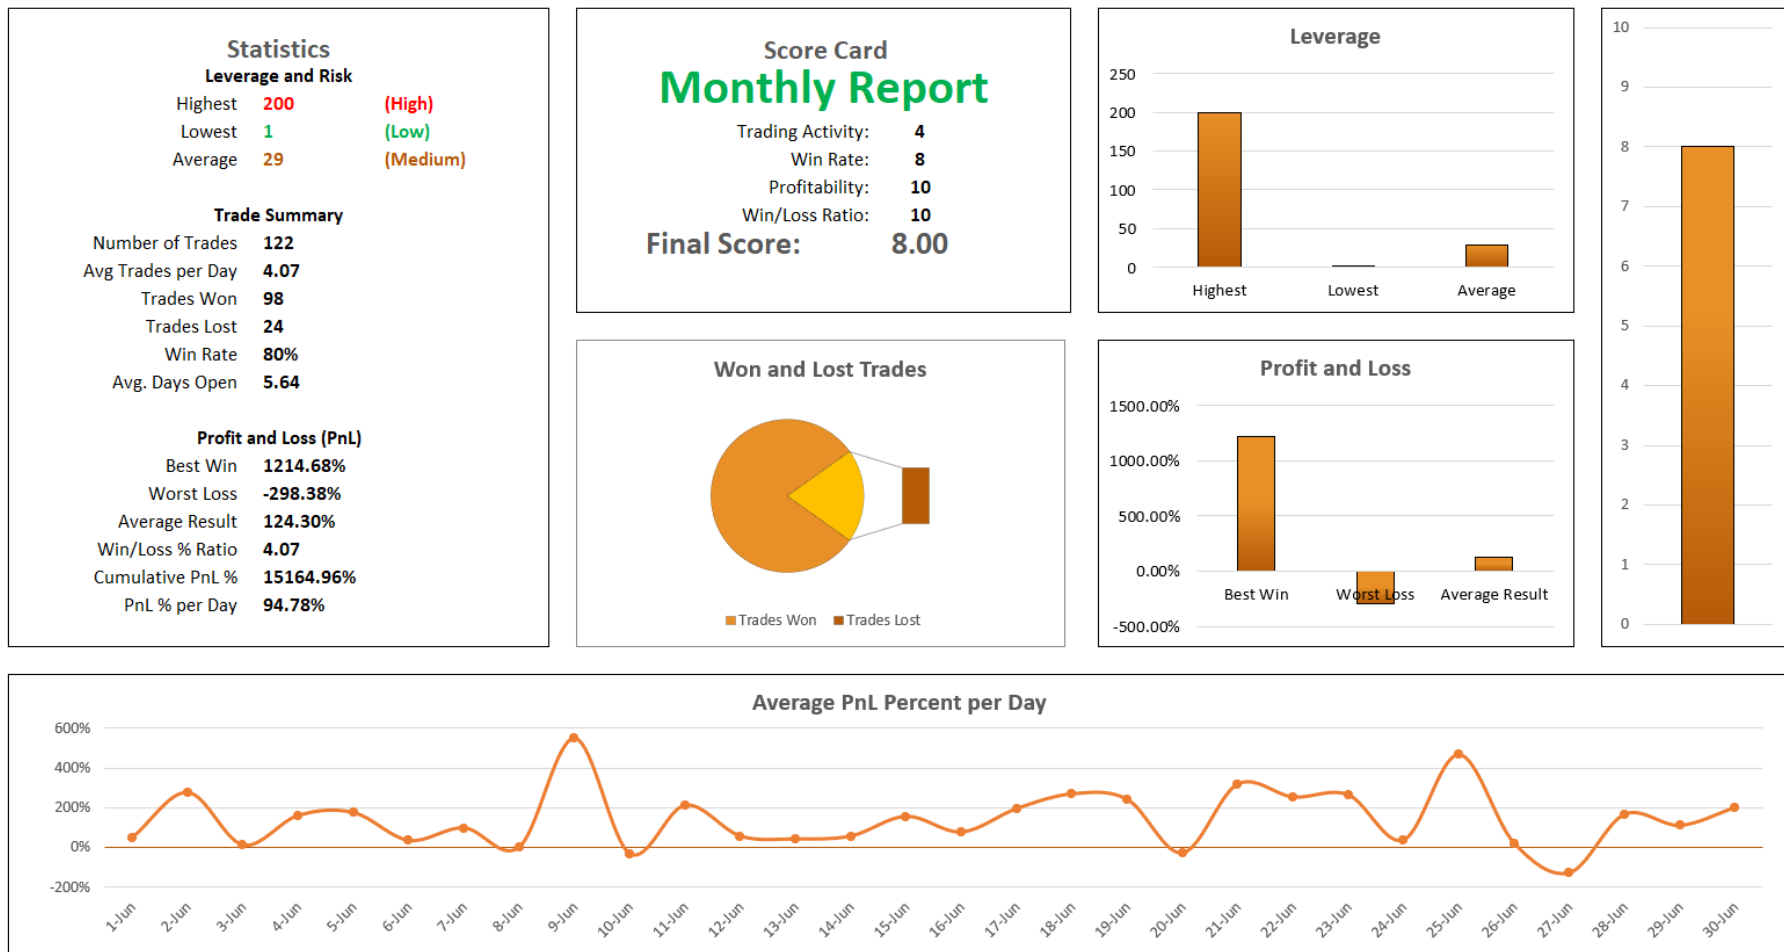 Statistics
Leverage and Risk
Highest 200 (High)
Lowest 1 (Low)
Average 29 (Medium)
Trade Summary
Number of Trades 122
Avg Trades per Day 4.07
Trades Won 98
Trades Lost 24
Win Rate 80%
Avg. Days Open 5.64
Profit and Loss (PnL)
Best Win 1214.68%
Worst Loss -298.38%
Average Result 124.30%
Win/Loss % Ratio 4.07
Cumulative PnL % 15164.96%
PnL % per Day 94.78%
Score Card
Monthly Report
Trading Activity: 4
Win Rate: 8
Profitability: 10
Win/Loss Ratio: 10
Final Score: 8.00
Won and Lost Trades
Trades Won Trades Lost
Leverage
250
200
150
100
50
0
Highest Lowest Average
Profit and Loss
1500.00%
1000.00%
500.00%
0.00%
-500.00%
Best Win Worst Loss Average Result
10
9
8
7
6
5
4
3
2
1
0
Average PnL Percent per Day
600%
400%
200%
0%
-200%
1-Jun 2-Jun 3-Jun 4-Jun 5-Jun 6-Jun 7-Jun 8-Jun 9-Jun 10-Jun 11-Jun 12-Jun 13-Jun 14-Jun 15-Jun 16-Jun 17-Jun 18-Jun 19-Jun 20-Jun 21-Jun 22-Jun 23-Jun 24-Jun 25-Jun 26-Jun 27-Jun 28-Jun 29-Jun 30-Jun